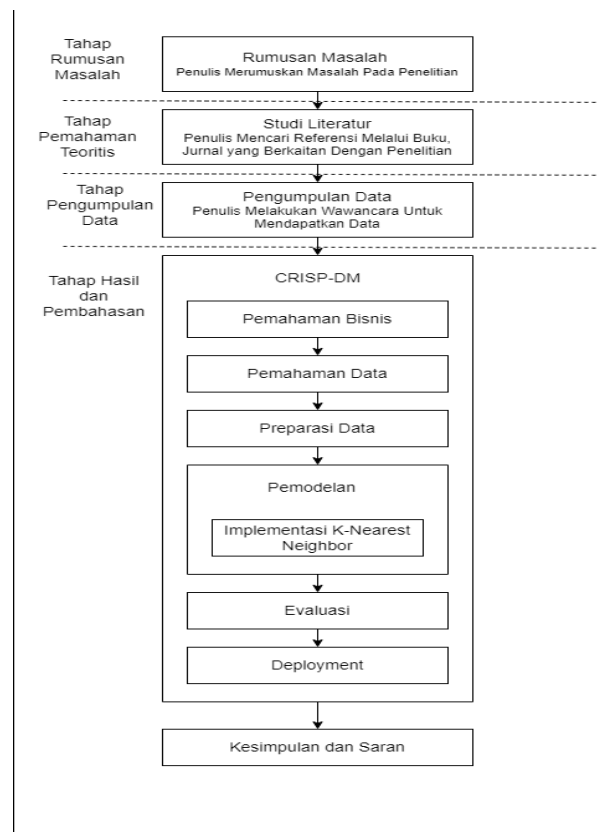 Tahap
Rumusan
Masalah
Rumusan Masalah
Penulis Merumuskan Masalah Pada Penelitian
Tahap
Pemahaman
Teoritis
Studi Literatur
Penulis Mencari Referensi Melalui Buku,
Jurnal yang Berkaitan Dengan Penelitian
Tahap
Pengumpulan
Data
Pengumpulan Data
Penulis Melakukan Wawancara Untuk
Mendapatkan Data
Tahap Hasil
dan
Pembahasan
CRISP-DM
Pemahaman Bisnis
Pemahaman Data
Preparasi Data
Pemodelan
Implementasi K-Nearest
Neighbor
Evaluasi
Deployment
Kesimpulan dan Saran